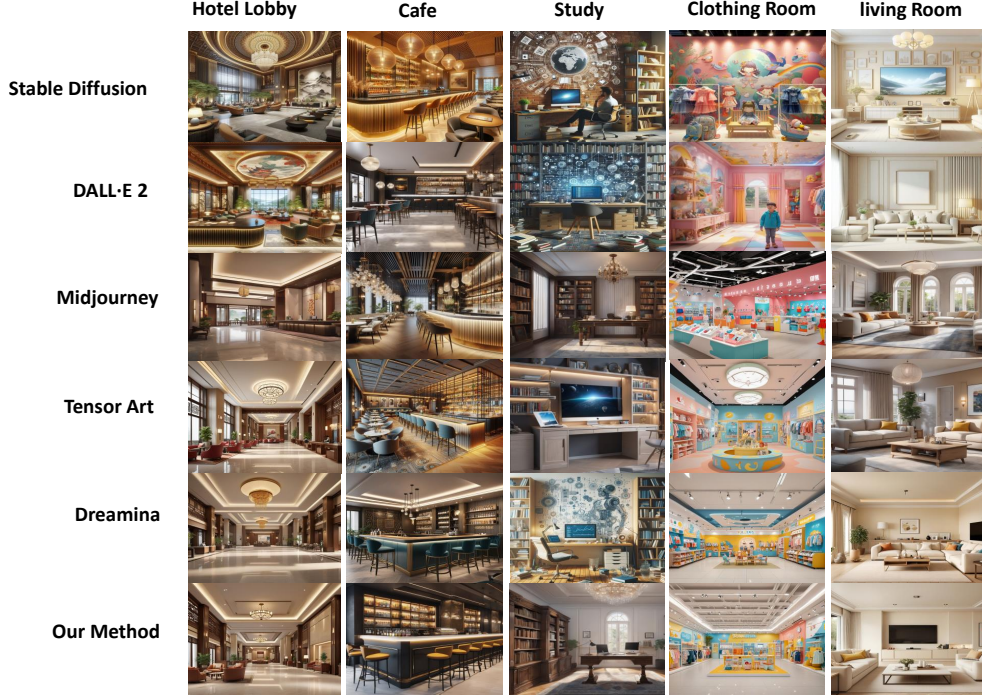 Hotel Lobby Cafe Study Clothing Room living Room
Stable Diffusion
DALL·E 2
Midjourney
Tensor Art
Dreamina
Our Method